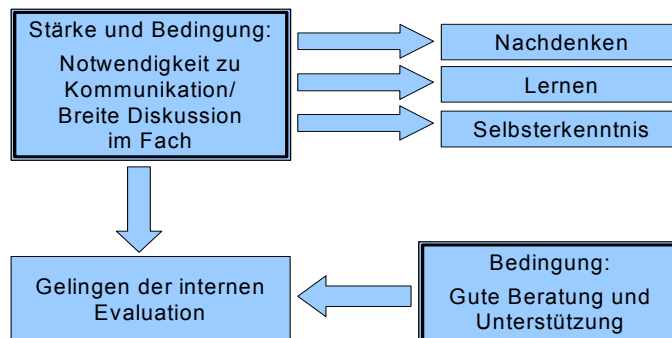 Stärke und Bedingung:
Notwendigkeit zu
Kommunikation/
Breite Diskussion
im Fach
Nachdenken
Lernen
Selbsterkenntnis
Gelingen der internen
Evaluation
Bedingung:
Gute Beratung und
Unterstützung